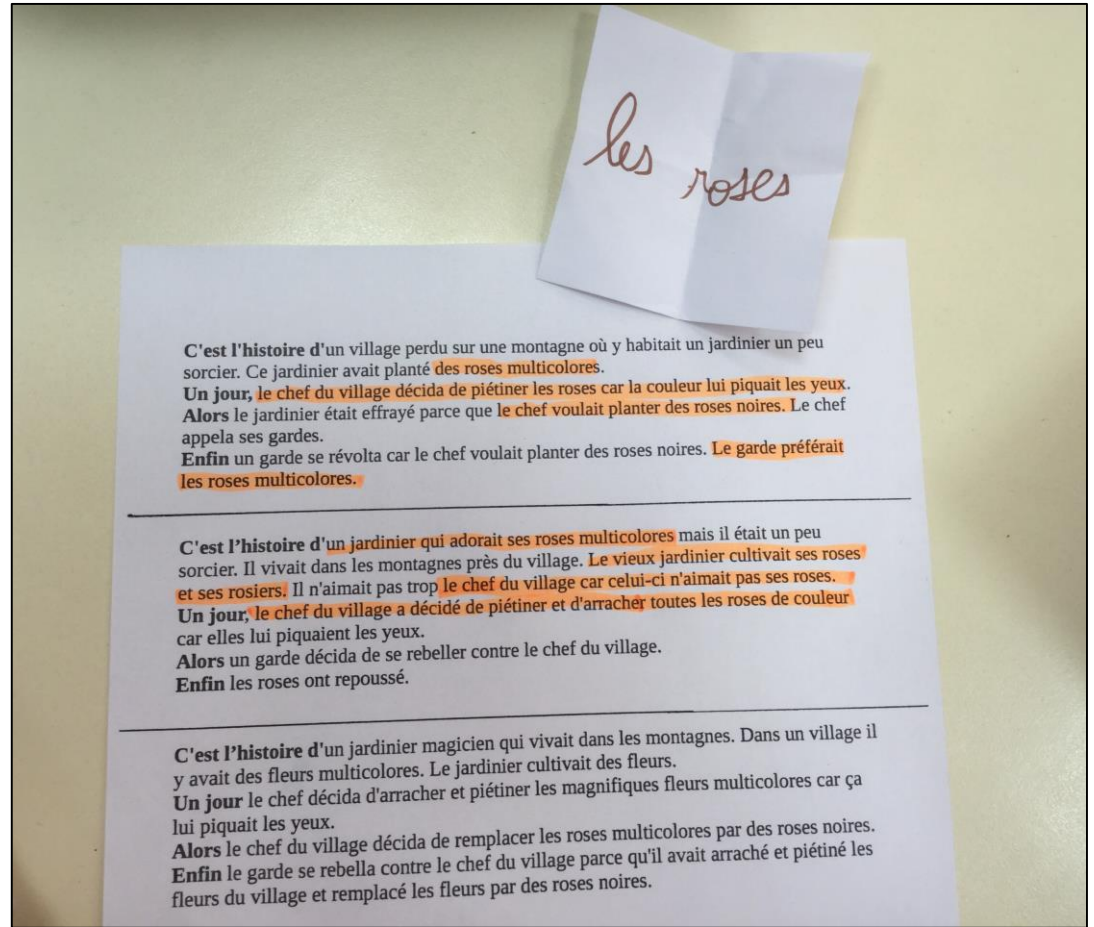 les roses
C'est l'histoire d'un village perdu sur une montagne où y habitait un jardinier un peu
sorcier. Ce jardinier avait planté des roses multicolores.
Un jour, le chef du village décida de piétiner les roses car la couleur lui piquait les yeux.
Alors le jardinier était effrayé parce que le chef voulait planter des roses noires. Le chef
appela ses gardes.
Enfin un garde se révolta car le chef voulait planter des roses noires. Le garde préférait
les roses multicolores.
C'est l’histoire d'un jardinier qui adorait ses roses multicolores mais il était un peu
sorcier. Il vivait dans les montagnes près du village. Le vieux jardinier cultivait ses roses
et ses rosiers. Il n'aimait pas trop le chef du village car celui-ci n'aimait pas ses roses.
Un jour, le chef du village a décidé de piétiner et d'arracher toutes les roses de couleur
car elles lui piquaient les yeux.
Alors un garde décida de se rebeller contre le chef du village.
Enfin les roses ont repoussé.
C'est l’histoire d'un jardinier magicien qui vivait dans les montagnes. Dans un village il
y avait des fleurs multicolores. Le jardinier cultivait des fleurs.
Un jour le chef décida d'arracher et piétiner les magnifiques fleurs multicolores car ça
lui piquait les yeux.
Alors le chef du village décida de remplacer les roses multicolores par des roses noires.
Enfin le garde se rebella contre le chef du village parce qu'il avait arraché et piétiné les
fleurs du village et remplacé les fleurs par des roses noires.